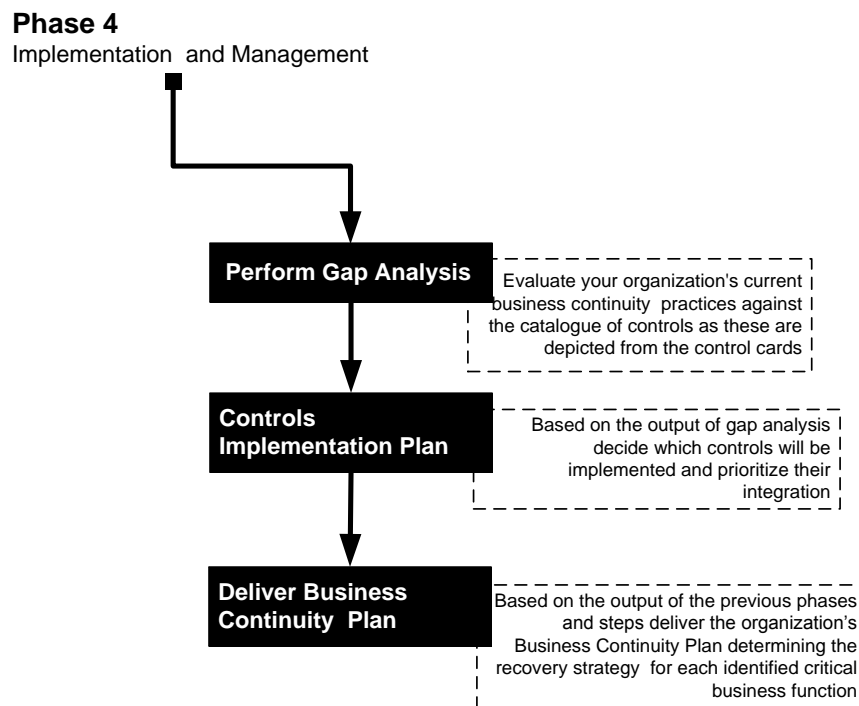 Phase 4
Implementation and Management
Perform Gap Analysis
Evaluate your organization's current
business continuity practices against
the catalogue of controls as these are
depicted from the control cards
Controls
Implementation Plan
Based on the output of gap analysis
decide which controls will be
implemented and prioritize their
integration
Deliver Business
Continuity Plan
Based on the output of the previous phases
and steps deliver the organization’s
Business Continuity Plan determining the
recovery strategy for each identified critical
business function